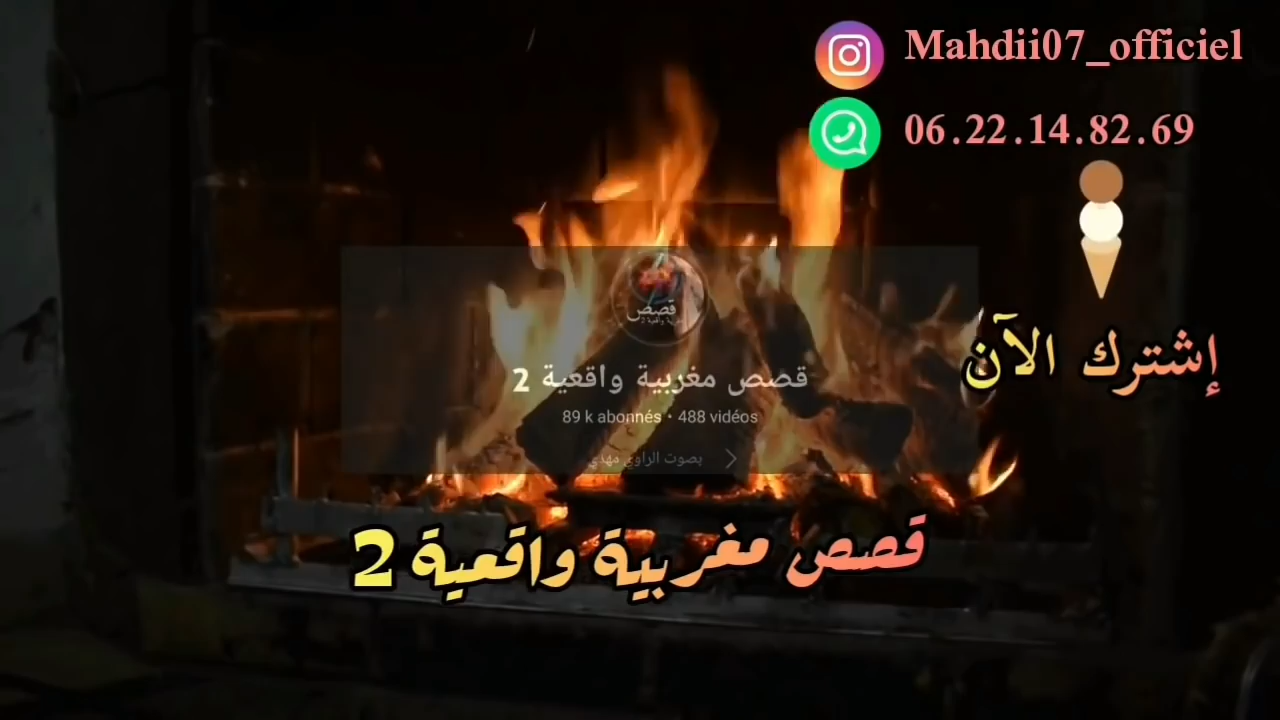 Mahdii07_officiel
06.22.14.82.69
إشترك الآن
قصص
قصص مغربية واقعية 2
89 k abonnés • 488 vidéos
بصوت الراوي مهدي
قصص مغربية واقعية 2